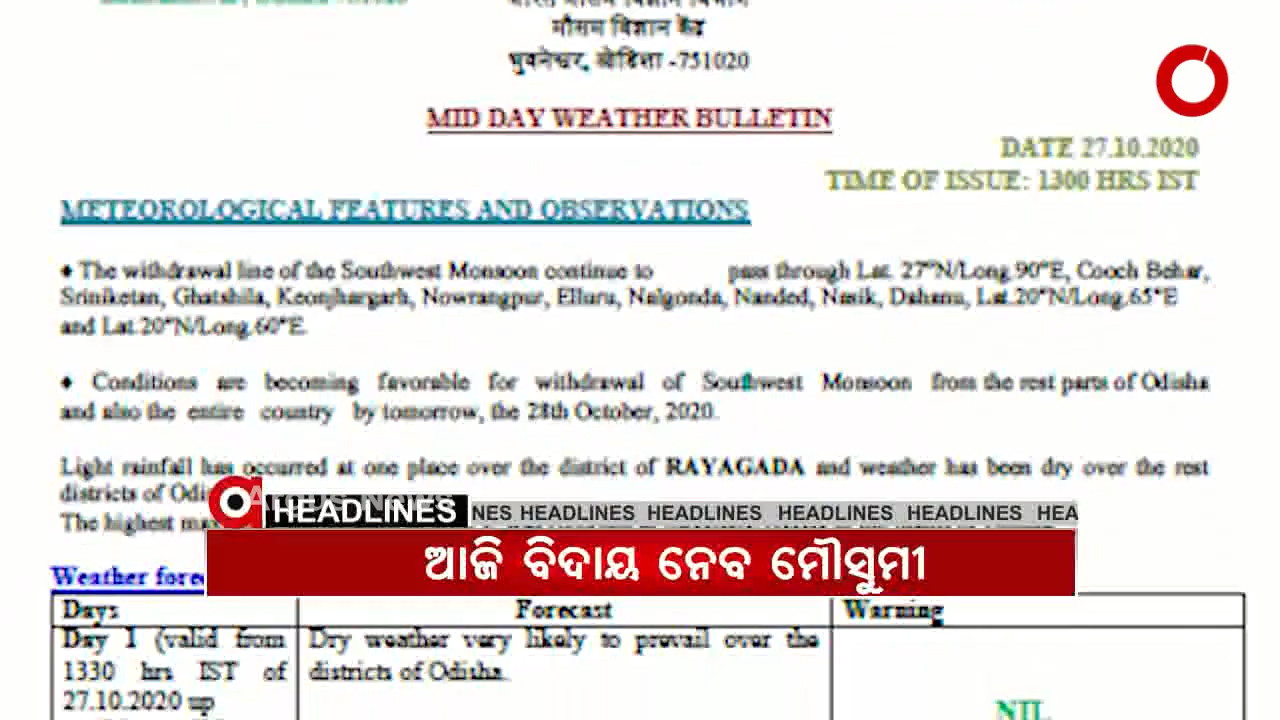 मौसम विज्ञान केंद्र
भुवनेश्वर, ओडिशा -751020
MID DAY WEATHER BULLETIN
DATE 27.10.2020
TIME OF ISSUE: 1300 HRS IST
METEOROLOGICAL FEATURES AND OBSERVATIONS
♦ The withdrawal line of the Southwest Monsoon continue to pass through Lat. 27°N/Long.90°E, Cooch Behar,
Sriniketan, Ghatshila, Keonjhargarh, Nowrangpur, Elluru, Nalgonda, Nanded, Nasik, Dahanu, Lat.20°N/Long.65°E
and Lat.20°N/Long.60°E.
♦ Conditions are becoming favorable for withdrawal of Southwest Monsoon from the rest parts of Odisha
and also the entire country by tomorrow, the 28th October, 2020.
Light rainfall has occurred at one place over the district of RAYAGADA and weather has been dry over the rest
districts of
The highest
HEADLINES
HEADLINES HEADLINES HEADLINES HEADLINES
ଆଜି ବିଦାୟ ନେବ ମୌସୁମୀ
Weather
Days Forecast Warning
Day 1 (valid from Dry weather very likely to prevail over the
1330 hrs IST of districts of Odisha.
27.10.2020 up
NIL